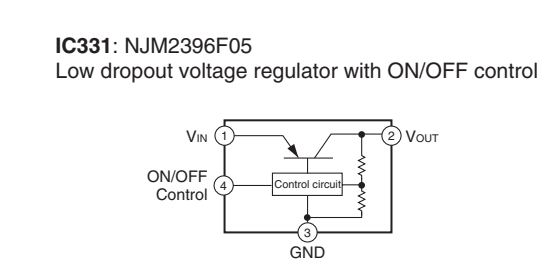 IC331: NJM2396F05
Low dropout voltage regulator with ON/OFF control
VIN 1
2 VOUT
ON/OFF
Control
4
Control circuit
3
GND